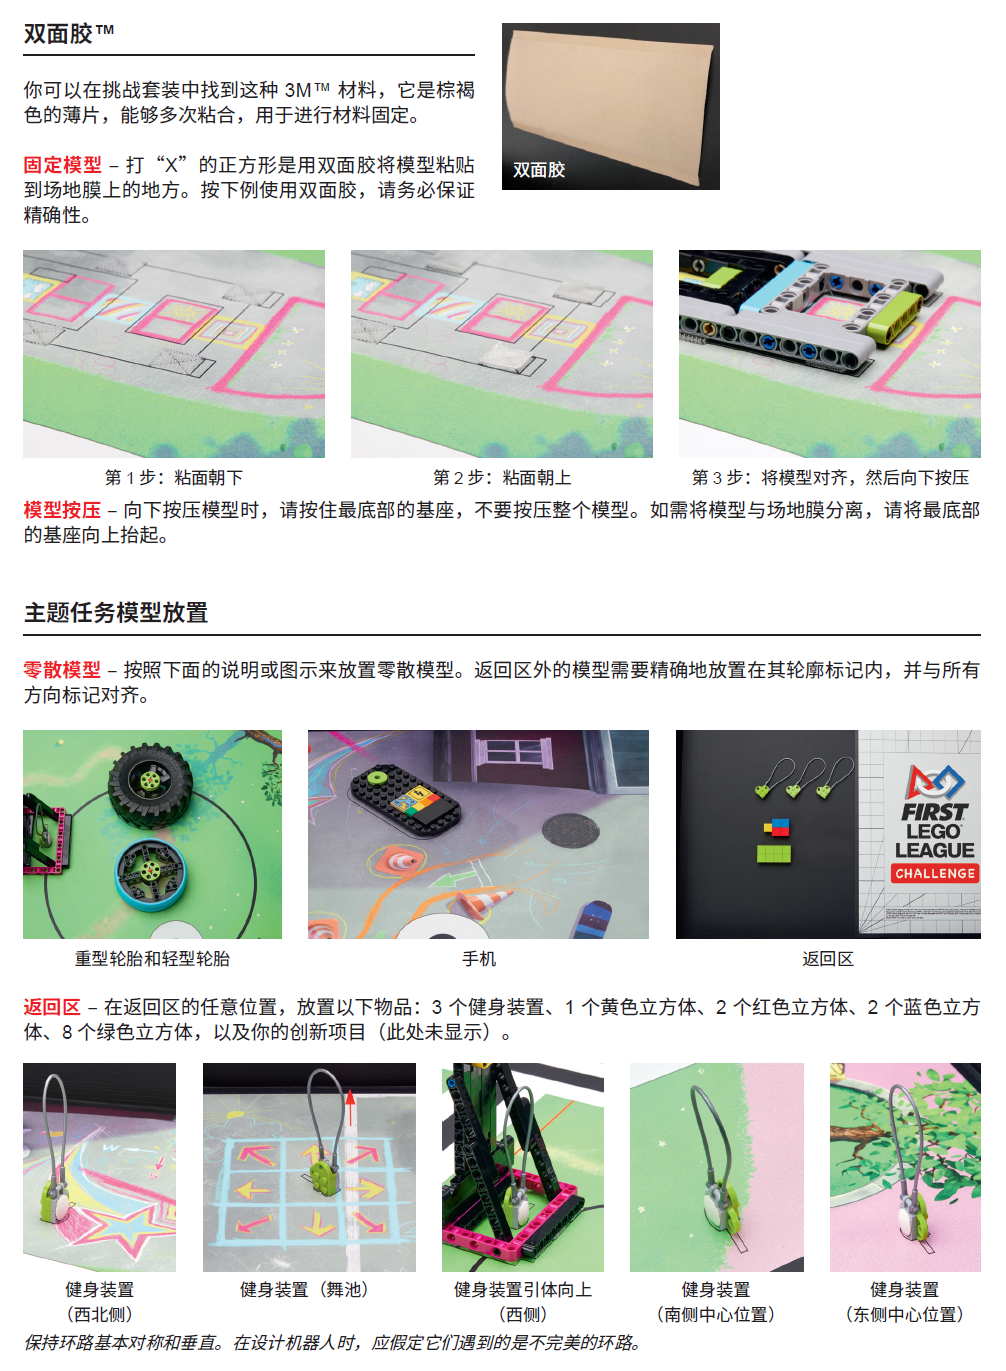 双面胶™
你可以在挑战套装中找到这种 3M™ 材料，它是棕褐
色的薄片，能够多次粘合，用于进行材料固定。
固定模型 – 打“X”的正方形是用双面胶将模型粘贴
到场地膜上的地方。按下例使用双面胶，请务必保证
精确性。
双面胶
第 1 步：粘面朝下
第 2 步：粘面朝上
第 3 步：将模型对齐，然后向下按压
模型按压 – 向下按压模型时，请按住最底部的基座，不要按压整个模型。如需将模型与场地膜分离，请将最底部
的基座向上抬起。
主题任务模型放置
零散模型 – 按照下面的说明或图示来放置零散模型。返回区外的模型需要精确地放置在其轮廓标记内，并与所有
方向标记对齐。
FIRST
LEGO
LEAGUE
CHALLENGE
重型轮胎和轻型轮胎
手机
返回区
返回区 – 在返回区的任意位置，放置以下物品：3 个健身装置、1 个黄色立方体、2 个红色立方体、2 个蓝色立方
体、8 个绿色立方体，以及你的创新项目（此处未显示）。
健身装置
（西北侧）
健身装置（舞池）
健身装置引体向上
（西侧）
健身装置
（南侧中心位置）
健身装置
（东侧中心位置）
保持环路基本对称和垂直。在设计机器人时，应假定它们遇到的是不完美的环路。